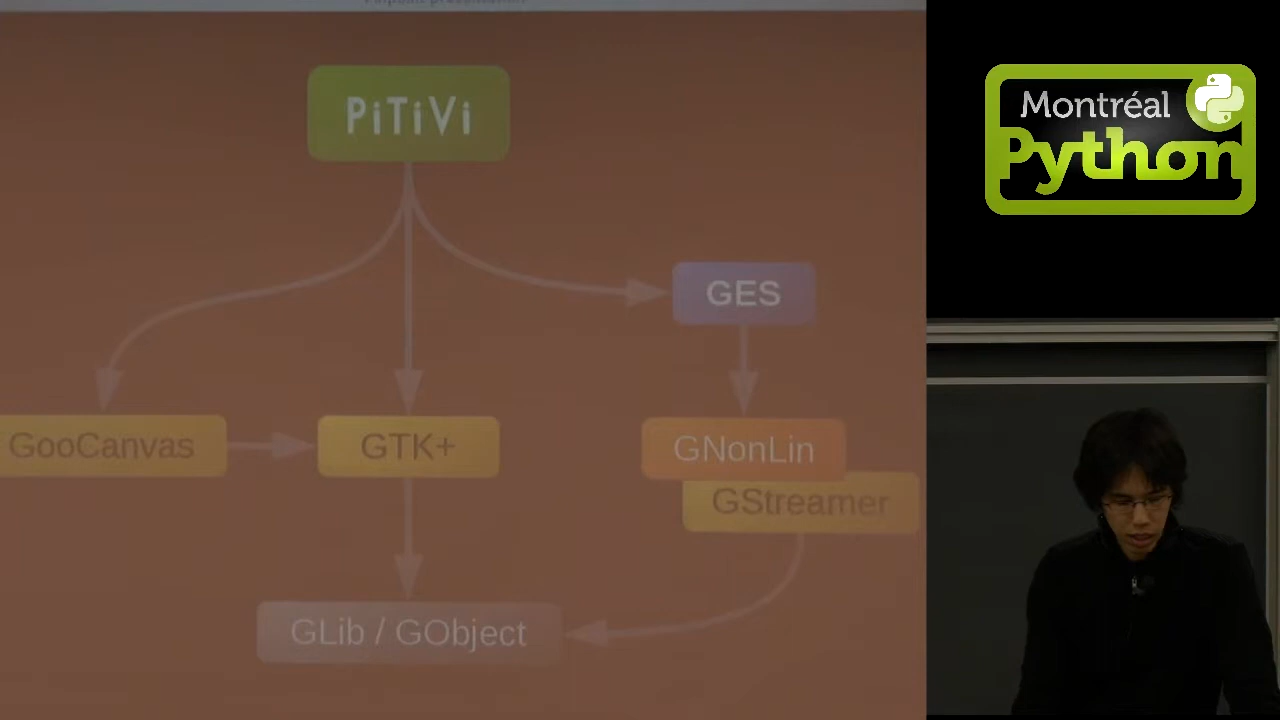 PiTiVi
Montréal
Python
GES
GooCanvas
GTK+
GNonLin
GStreamer
GLib / GObject